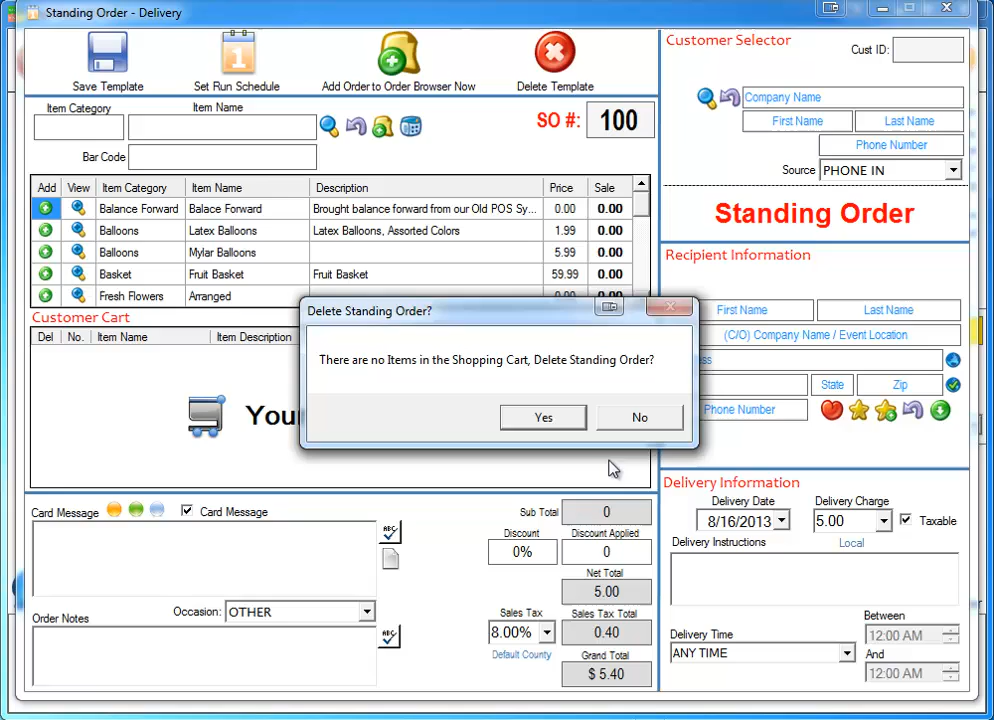 Standing Order - Delivery
Save Template
Set Run Schedule
Add Order to Order Browser Now
Delete Template
Item Category
Item Name
Bar Code
SO #: 100
Add View Item Category Item Name Description Price Sale
Balance Forward Balace Forward Brought balance forward from our Old POS Sy... 0.00 0.00
Balloons Latex Balloons Latex Balloons, Assorted Colors 1.99 0.00
Balloons Mylar Balloons 5.99 0.00
Basket Fruit Basket Fruit Basket 59.99 0.00
Fresh Flowers Arranged
Customer Cart
Del No. Item Name Item Description
Your
Delete Standing Order?
There are no Items in the Shopping Cart, Delete Standing Order?
Yes
No
Customer Selector
Cust ID:
Company Name
First Name Last Name
Phone Number
Source PHONE IN
Standing Order
Recipient Information
First Name Last Name
(C/O) Company Name / Event Location
State Zip
Phone Number
Card Message
Card Message
Order Notes
Occasion: OTHER
Sub Total 0
Discount Discount Applied
0% 0
Net Total
5.00
Sales Tax Sales Tax Total
8.00% 0.40
Default County Grand Total
$ 5.40
Delivery Information
Delivery Date Delivery Charge
8/16/2013 5.00 Taxable
Delivery Instructions Local
Delivery Time
ANY TIME
Between
12:00 AM
And
12:00 AM